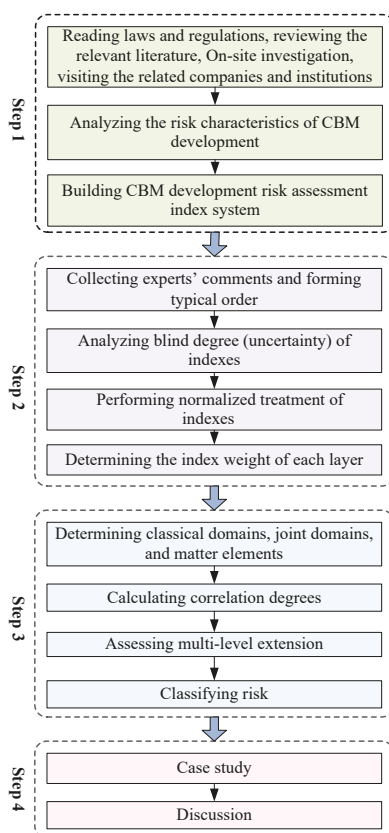 Step 1
Reading laws and regulations, reviewing the
relevant literature, On-site investigation,
visiting the related companies and institutions
Analyzing the risk characteristics of CBM
development
Building CBM development risk assessment
index system
Step 2
Collecting experts' comments and forming
typical order
Analyzing blind degree (uncertainty) of
indexes
Performing normalized treatment of
indexes
Determining the index weight of each layer
Step 3
Determining classical domains, joint domains,
and matter elements
Calculating correlation degrees
Assessing multi-level extension
Classifying risk
Step 4
Case study
Discussion